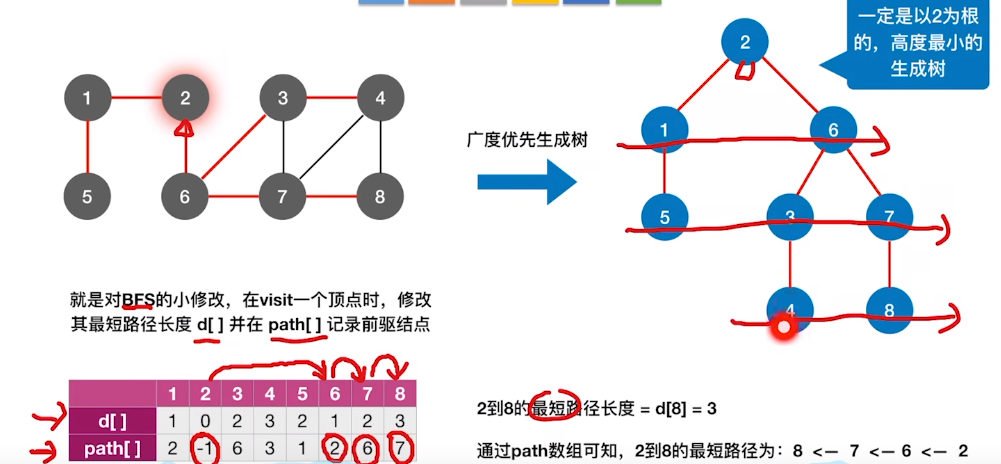 一定是以2为根
的，高度最小的
生成树
2
1 2 3 4
1 6
广度优先生成树
5 6 7 8
5 3 7
4 8
就是对BFS的小修改，在visit一个顶点时，修改
其最短路径长度 d[ ] 并在 path[ ] 记录前驱结点
1 2 3 4 5 6 7 8
d[ ] 1 0 2 3 2 1 2 3
path[ ] 2 -1 6 3 1 2 6 7
2到8的最短路径长度 = d[8] = 3
通过path数组可知，2到8的最短路径为：8 <— 7 <— 6 <— 2